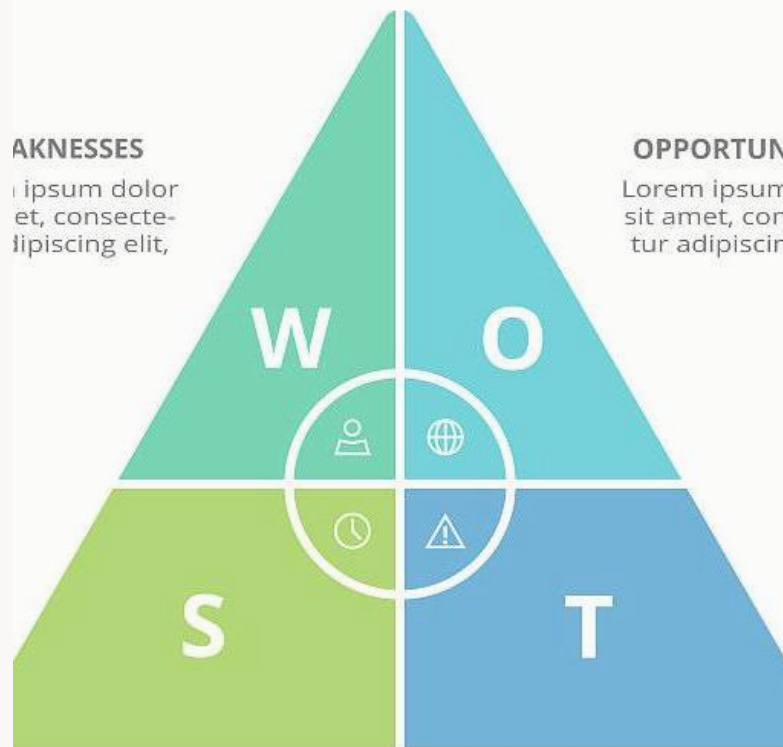 AKNESSES
ipsum dolor
et, consecte-
dipiscing elit,
OPPORTUN
Lorem ipsum
sit amet, con
tur adipiscin
W
O
S
T